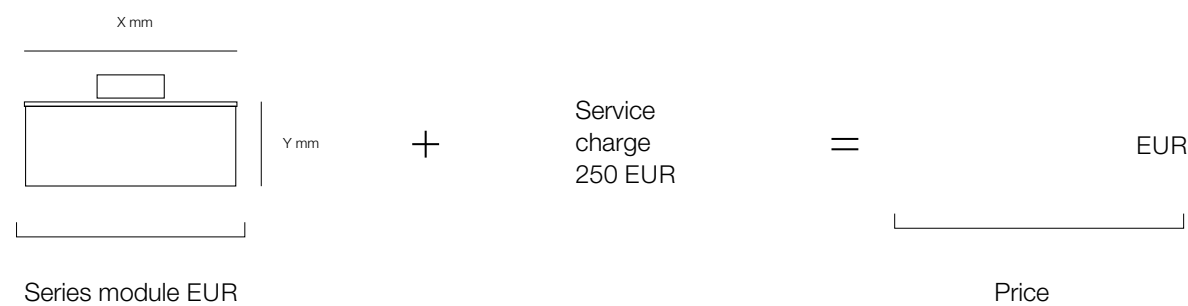 X mm
Y mm
Series module EUR
+
Service
charge
250 EUR
=
EUR
Price